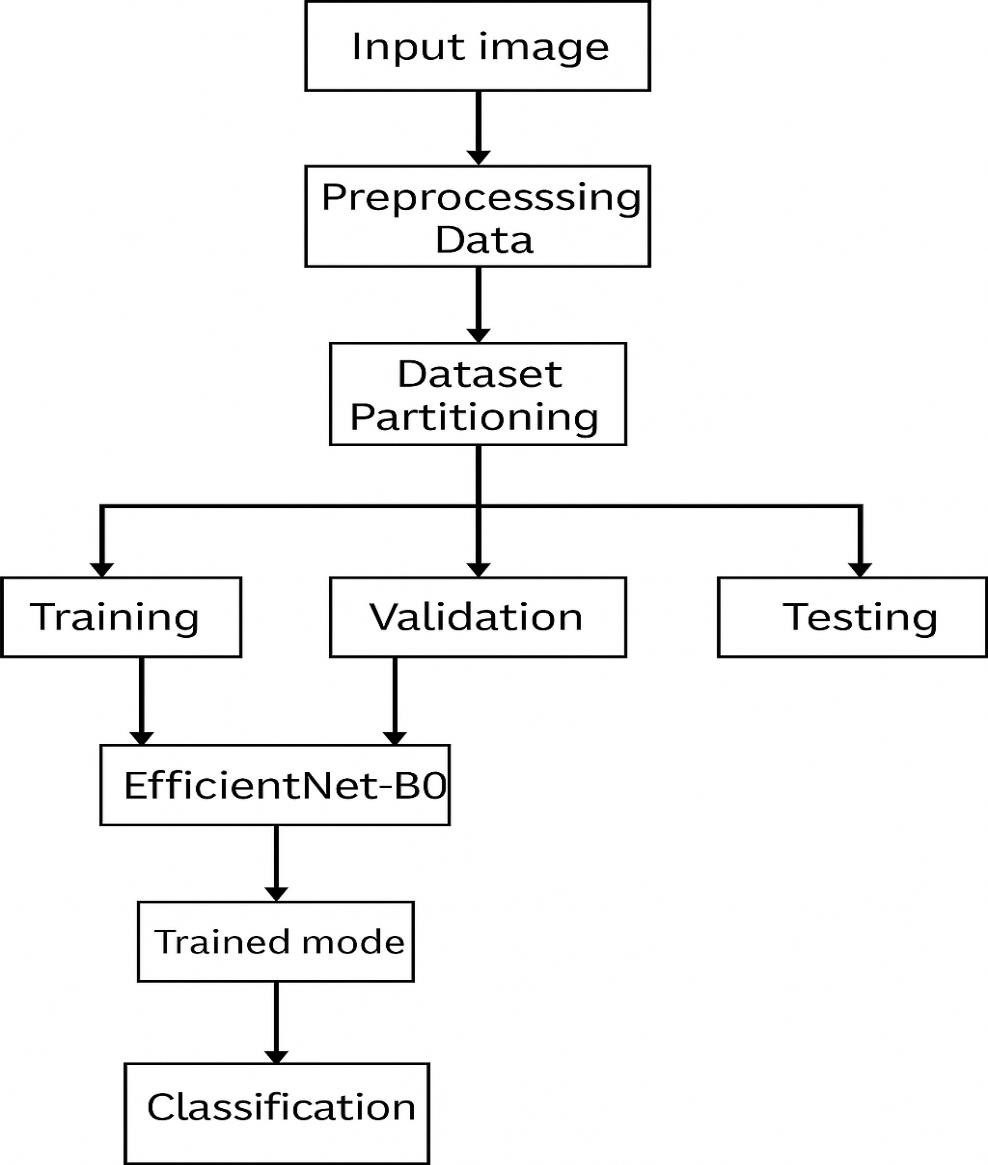 Input image
Preprocesssing
Data
Dataset
Partitioning
Training
Validation
Testing
EfficientNet-B0
Trained mode
Classification